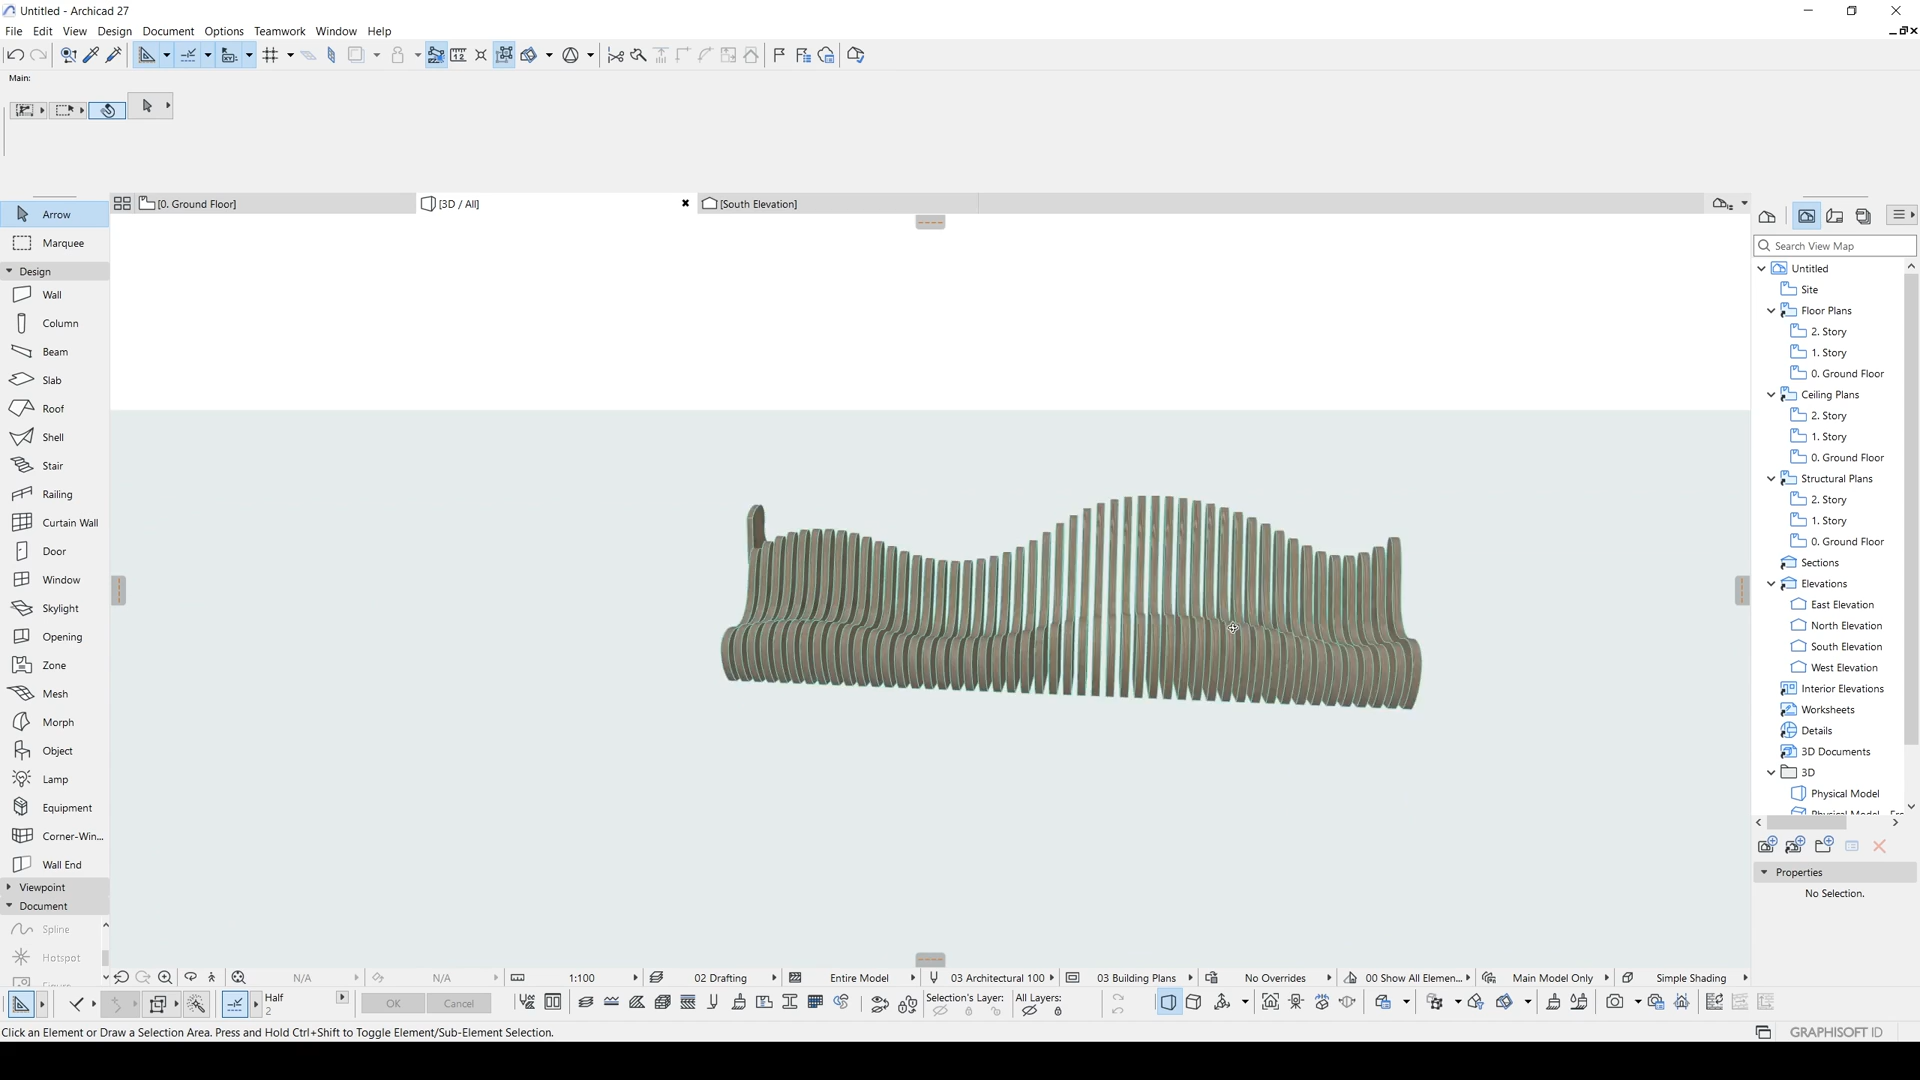 Untitled - Archicad 27
File Edit View Design Document Options Teamwork Window Help
Main:
[0. Ground Floor]
[3D / All]
[South Elevation]
Arrow
Marquee
Design
Wall
Column
Beam
Slab
Roof
Shell
Stair
Railing
Curtain Wall
Door
Window
Skylight
Opening
Zone
Mesh
Morph
Object
Lamp
Equipment
Corner-Win...
Wall End
Viewpoint
Document
Spline
Hotspot
Search View Map
Untitled
Site
Floor Plans
2. Story
1. Story
0. Ground Floor
Ceiling Plans
2. Story
1. Story
0. Ground Floor
Structural Plans
2. Story
1. Story
0. Ground Floor
Sections
Elevations
East Elevation
North Elevation
South Elevation
West Elevation
Interior Elevations
Worksheets
Details
3D Documents
3D
Physical Model
Properties
No Selection.
N/A N/A 1:100 02 Drafting Entire Model 03 Architectural 100 03 Building Plans No Overrides 00 Show All Elemen... Main Model Only Simple Shading
Half
2
OK Cancel
Selection's Layer: All Layers:
Click an Element or Draw a Selection Area. Press and Hold Ctrl+Shift to Toggle Element/Sub-Element Selection.
GRAPHISOFT ID